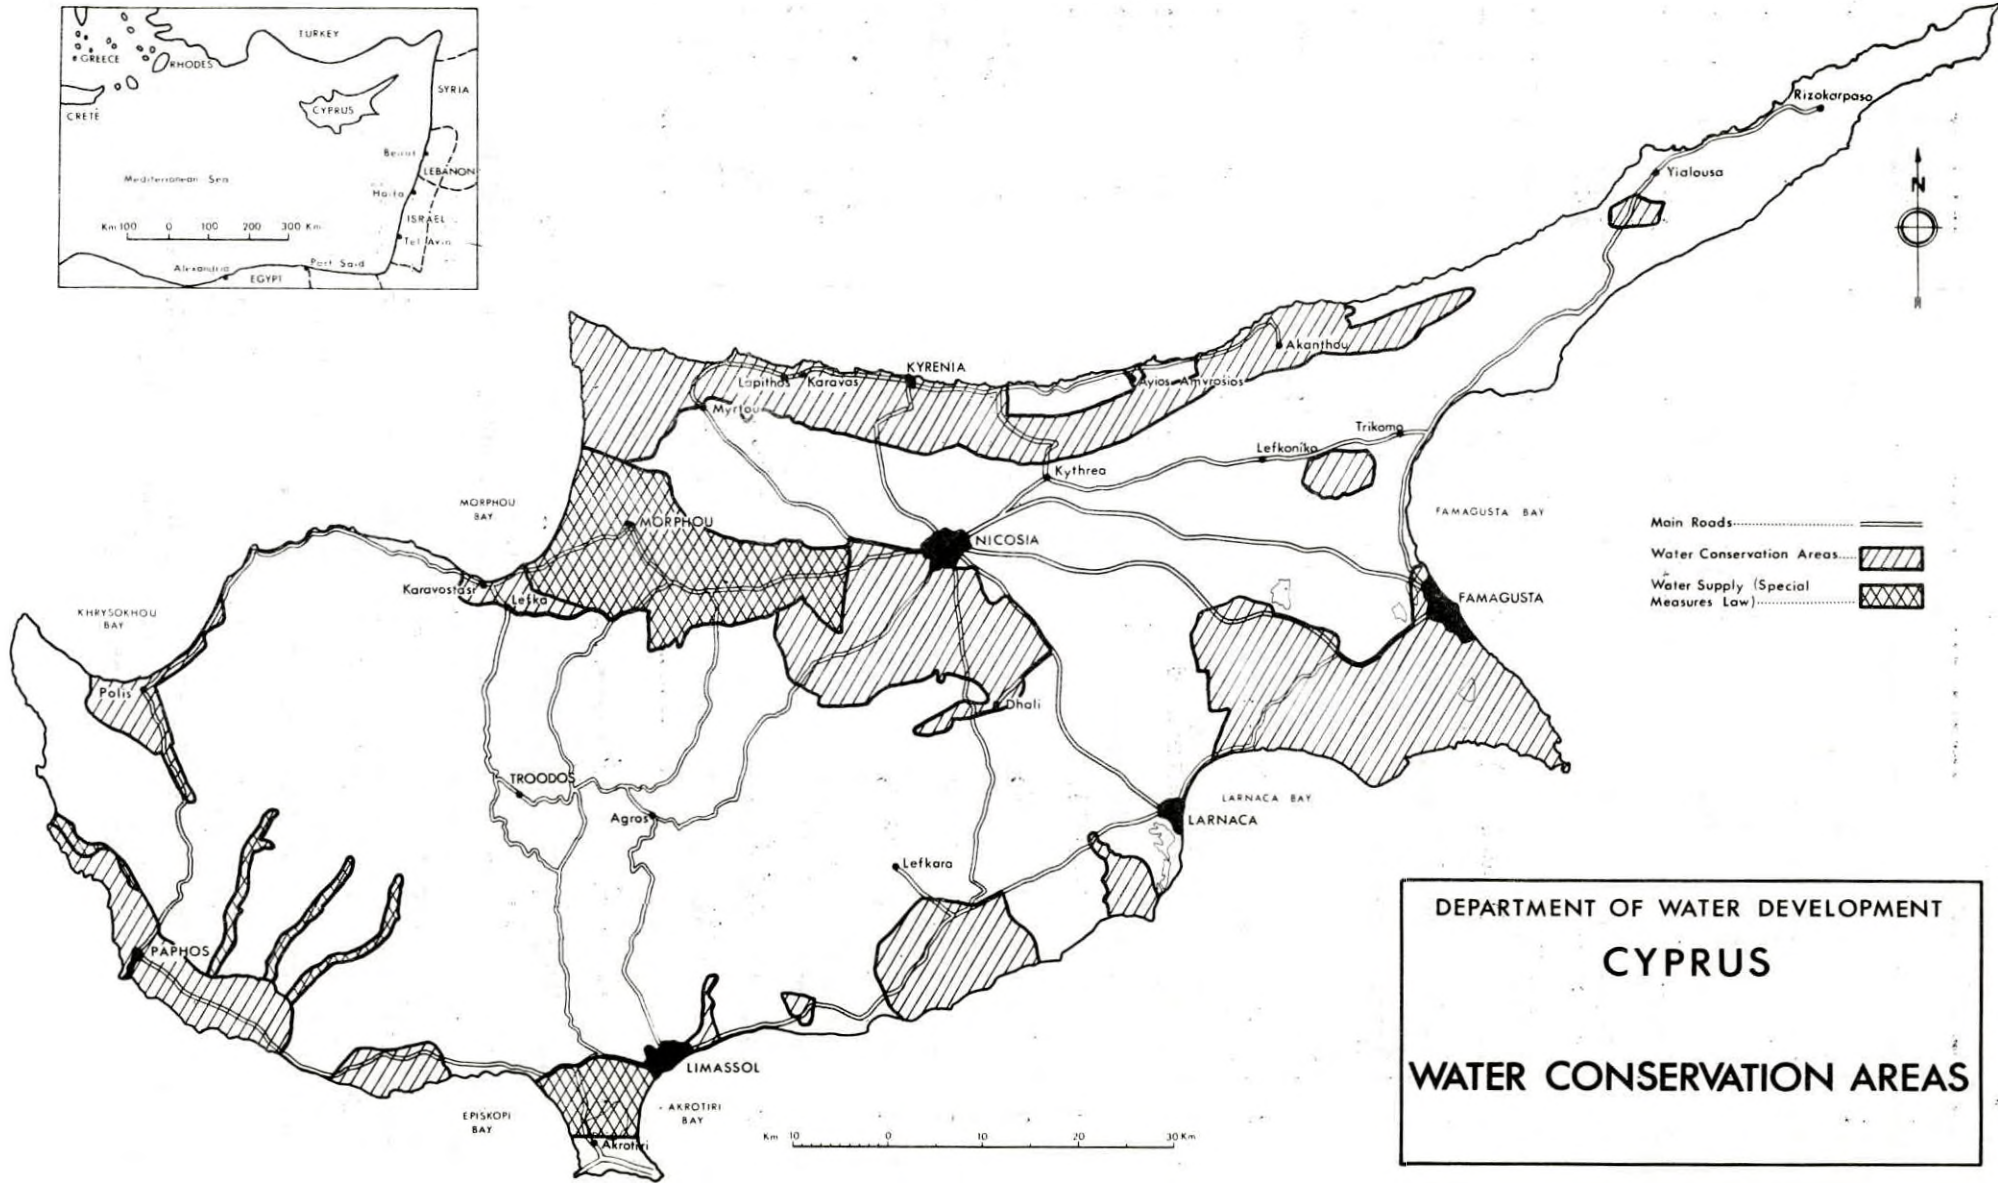 TURKEY
GREECE
RHODES
SYRIA
CYPRUS
CRETE
Beirut
LEBANON
Mediterranean Sea
Haifa
ISRAEL
Km 100 0 100 200 300 Km
Tel Aviv
Alexandria
Port Said
EGYPT
Rizokarpaso
Yialousa
N
Akanthou
KYRENIA
Lapithos
Karavas
Ayios Amvrosios
Myrtou
Trikomo
Lefkoniko
Kythrea
MORPHOU
BAY
FAMAGUSTA BAY
MORPHOU
NICOSIA
Main Roads
Water Conservation Areas
Water Supply (Special
Measures Law)
Karavostasi
Lefka
FAMAGUSTA
KHRYSOKHOU
BAY
Polis
Dhali
TROODOS
LARNACA BAY
Agros
LARNACA
Lefkara
PAPHOS
LIMASSOL
EPISKOPI
BAY
AKROTIRI
BAY
Akrotiri
Km 10 0 10 20 30 Km
DEPARTMENT OF WATER DEVELOPMENT
CYPRUS
WATER CONSERVATION AREAS